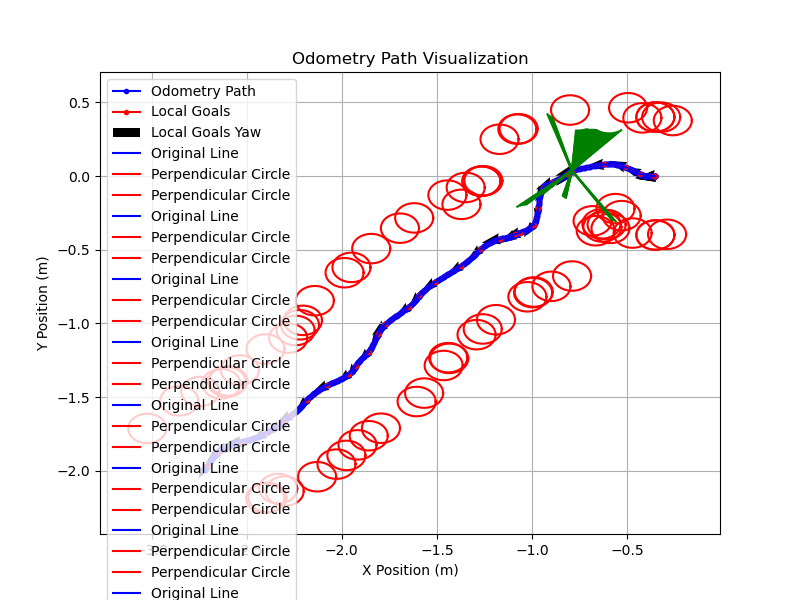 Odometry Path Visualization
Y Position (m)
0.5
0.0
−0.5
−1.0
−1.5
−2.0
Odometry Path
Local Goals
Local Goals Yaw
Original Line
Perpendicular Circle
Perpendicular Circle
Original Line
Perpendicular Circle
Perpendicular Circle
Original Line
Perpendicular Circle
Perpendicular Circle
Original Line
Perpendicular Circle
Perpendicular Circle
Original Line
Perpendicular Circle
Perpendicular Circle
Original Line
Perpendicular Circle
Perpendicular Circle
Original Line
Perpendicular Circle
Perpendicular Circle
Original Line
−2.0 −1.5 −1.0 −0.5
X Position (m)